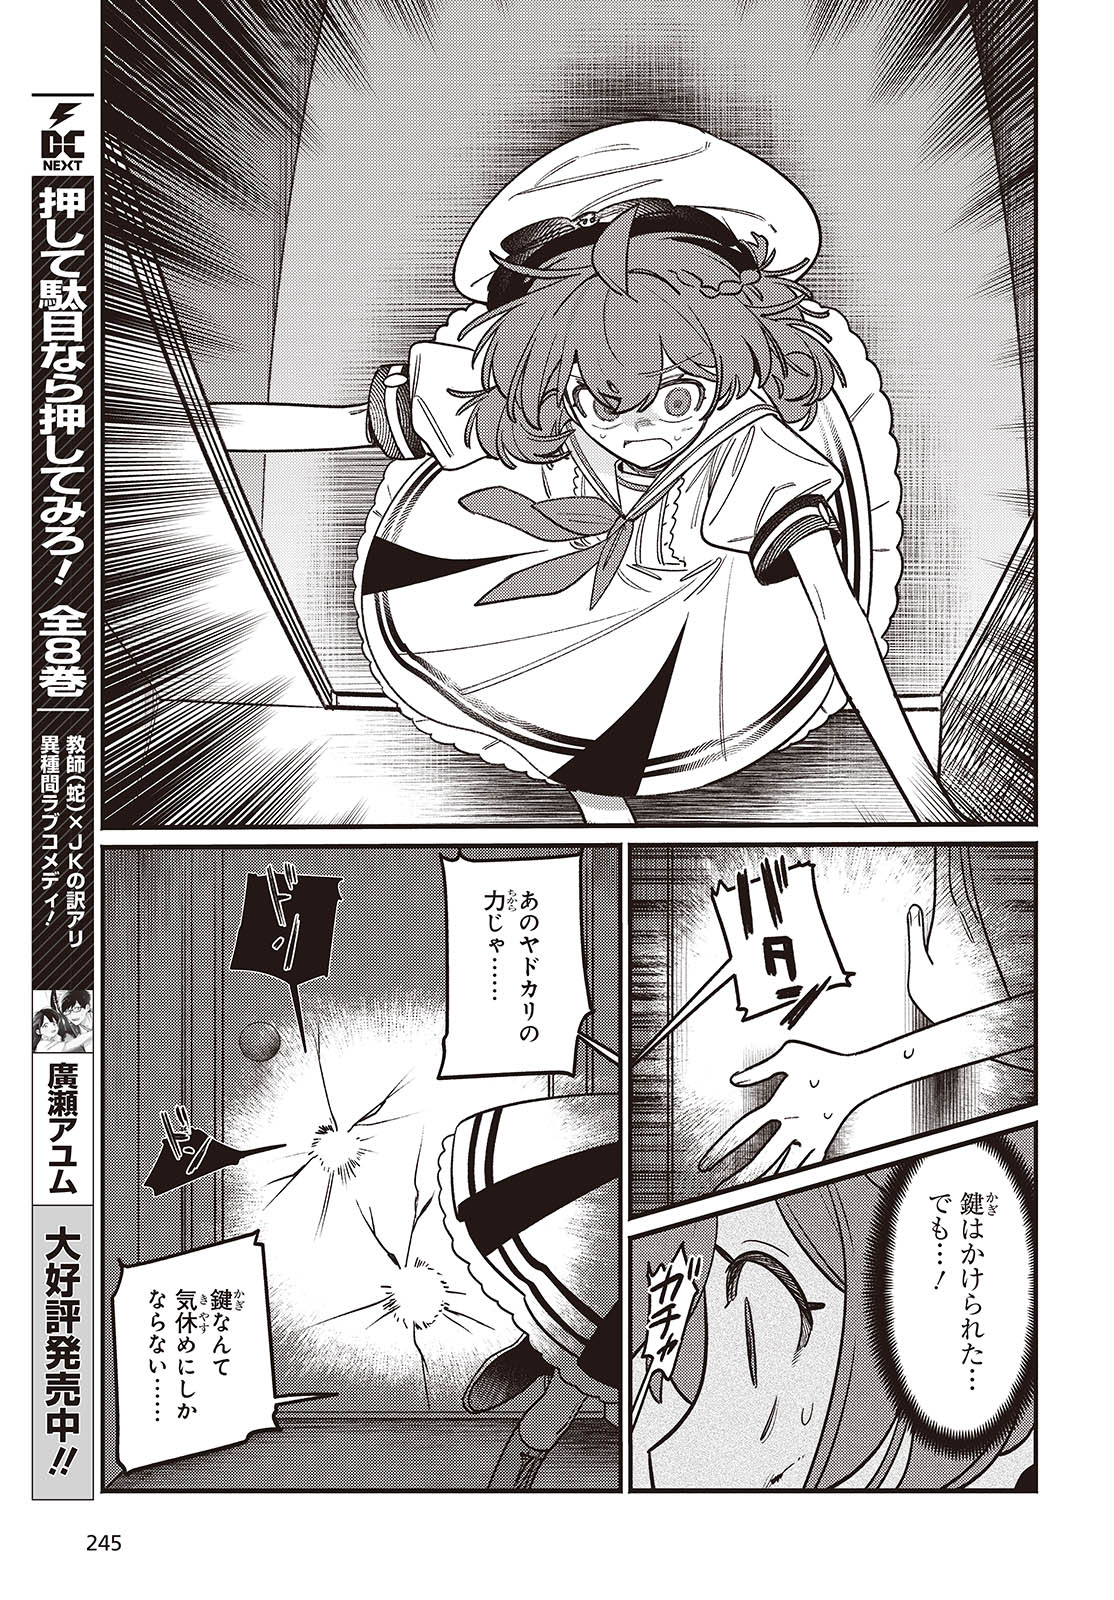 ダン
鍵はかけられた…
でも…！
ガチャ
あのヤドカリの
力じゃ……
ドン
ドン
鍵なんて
気休めにしか
ならない……
DC
NEXT
押して駄目なら押してみろ！ 全8巻
教師(蛇)×JKの訳アリ
異種間ラブコメディ！
廣瀬アユム
大好評発売中!!
245